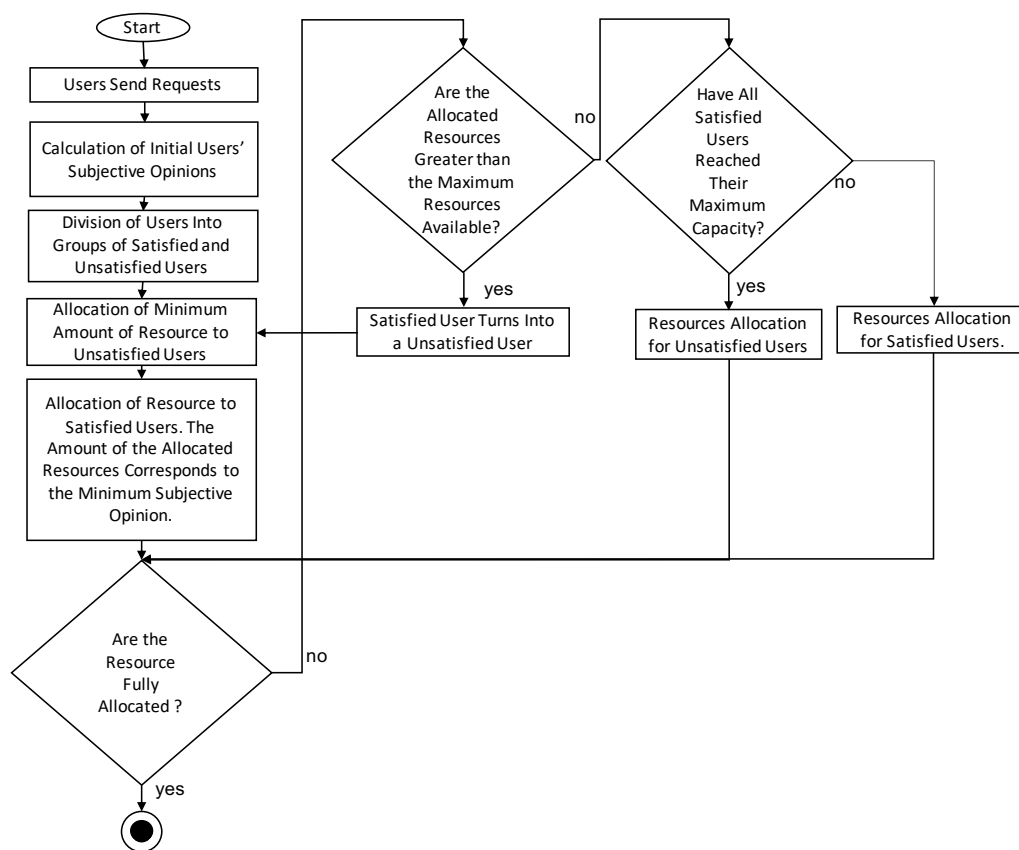 Start
Users Send Requests
Calculation of Initial Users’
Subjective Opinions
Division of Users Into
Groups of Satisfied and
Unsatisfied Users
Allocation of Minimum
Amount of Resource to
Unsatisfied Users
Allocation of Resource to
Satisfied Users. The
Amount of the Allocated
Resources Corresponds to
the Minimum Subjective
Opinion.
Are the
Resource
Fully
Allocated ?
no
yes
Are the
Allocated
Resources
Greater than
the Maximum
Resources
Available?
no
yes
Satisfied User Turns Into
a Unsatisfied User
Have All
Satisfied
Users
Reached
Their
Maximum
Capacity?
no
yes
Resources Allocation
for Unsatisfied Users
Resources Allocation
for Satisfied Users.